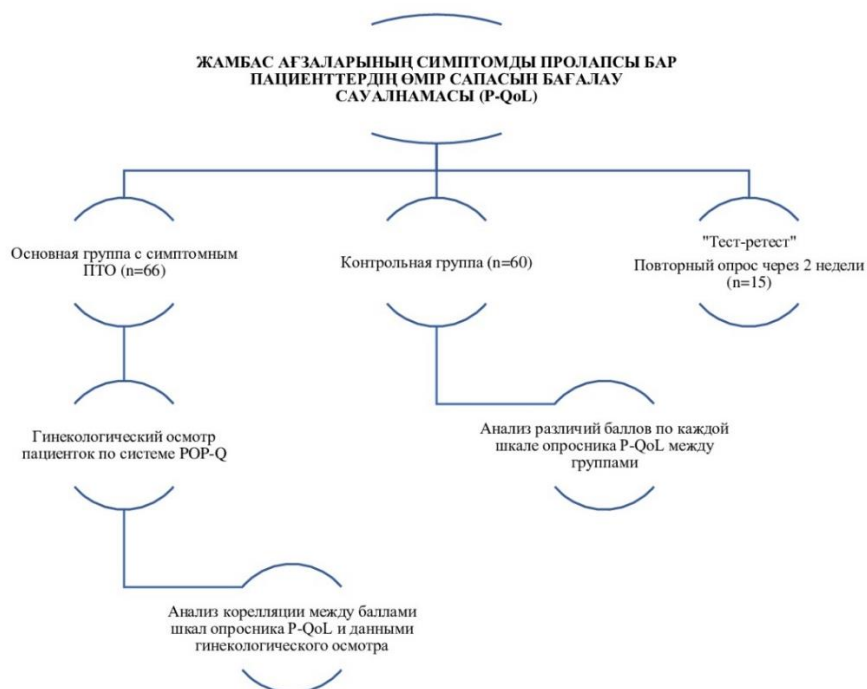 ЖАМБАС АҒЗАЛАРЫНЫҢ СИМПТОМДЫ ПРОЛАПСЫ БАР
ПАЦИЕНТТЕРДІҢ ӨМІР САПАСЫН БАҒАЛАУ
САУАЛНАМАСЫ (P-QoL)
Основная группа с симптомным
ПТО (n=66)
Контрольная группа (n=60)
"Тест-ретест"
Повторный опрос через 2 недели
(n=15)
Гинекологический осмотр
пациенток по системе POP-Q
Анализ различий баллов по каждой
шкале опросника P-QoL между
группами
Анализ корелляции между баллами
шкал опросника P-QoL и данными
гинекологического осмотра